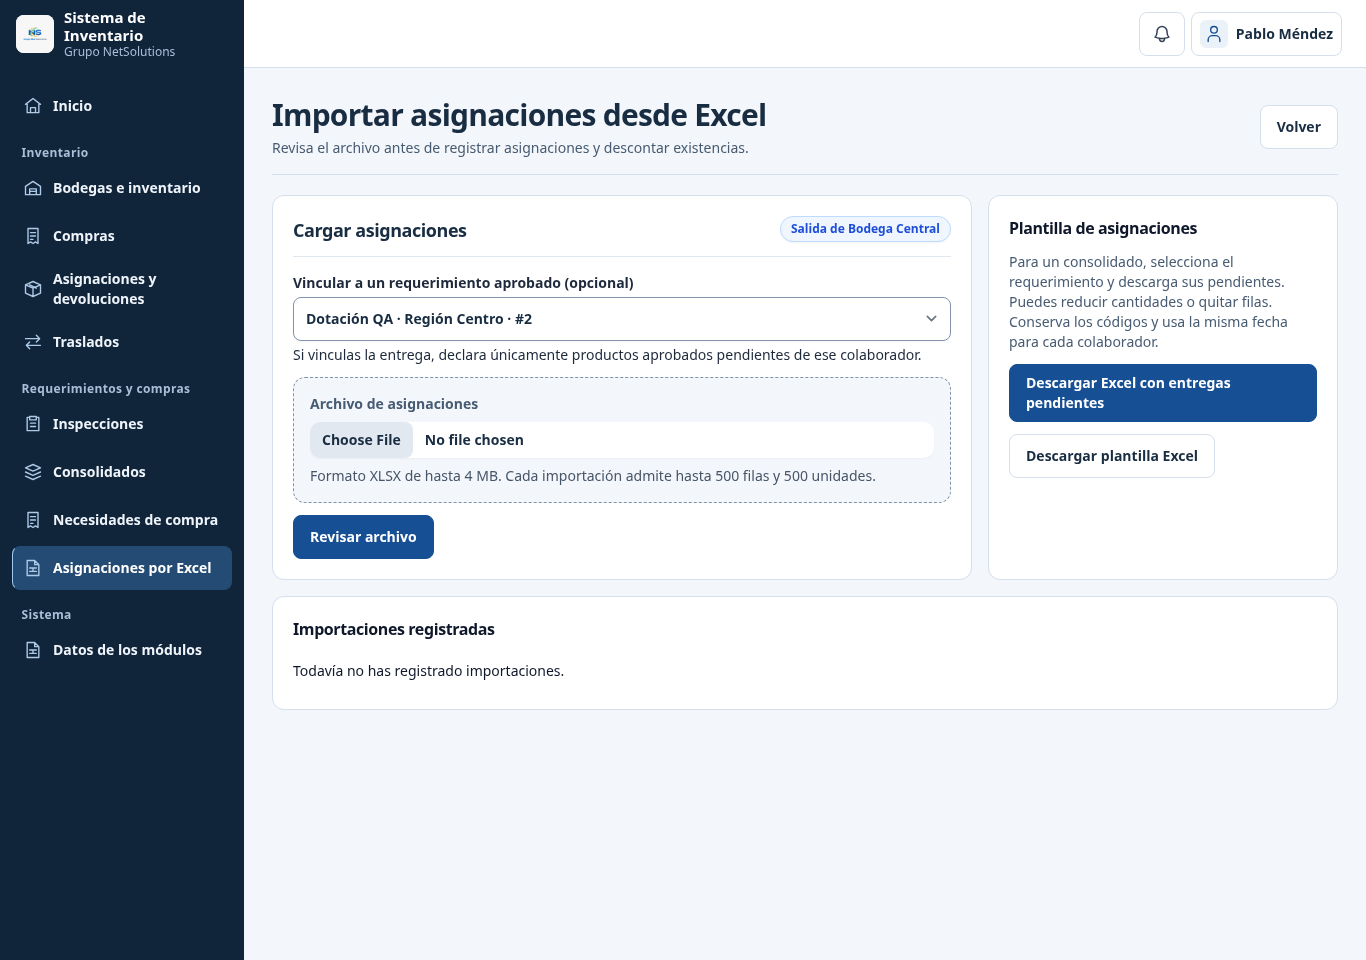 Sistema de
Inventario
Grupo NetSolutions
Inicio
Inventario
Bodegas e inventario
Compras
Asignaciones y
devoluciones
Traslados
Requerimientos y compras
Inspecciones
Consolidados
Necesidades de compra
Asignaciones por Excel
Sistema
Datos de los módulos
Pablo Méndez
Importar asignaciones desde Excel
Revisa el archivo antes de registrar asignaciones y descontar existencias.
Volver
Cargar asignaciones
Salida de Bodega Central
Vincular a un requerimiento aprobado (opcional)
Dotación QA · Región Centro · #2
Si vinculas la entrega, declara únicamente productos aprobados pendientes de ese colaborador.
Archivo de asignaciones
Choose File No file chosen
Formato XLSX de hasta 4 MB. Cada importación admite hasta 500 filas y 500 unidades.
Revisar archivo
Plantilla de asignaciones
Para un consolidado, selecciona el
requerimiento y descarga sus pendientes.
Puedes reducir cantidades o quitar filas.
Conserva los códigos y usa la misma fecha
para cada colaborador.
Descargar Excel con entregas
pendientes
Descargar plantilla Excel
Importaciones registradas
Todavía no has registrado importaciones.